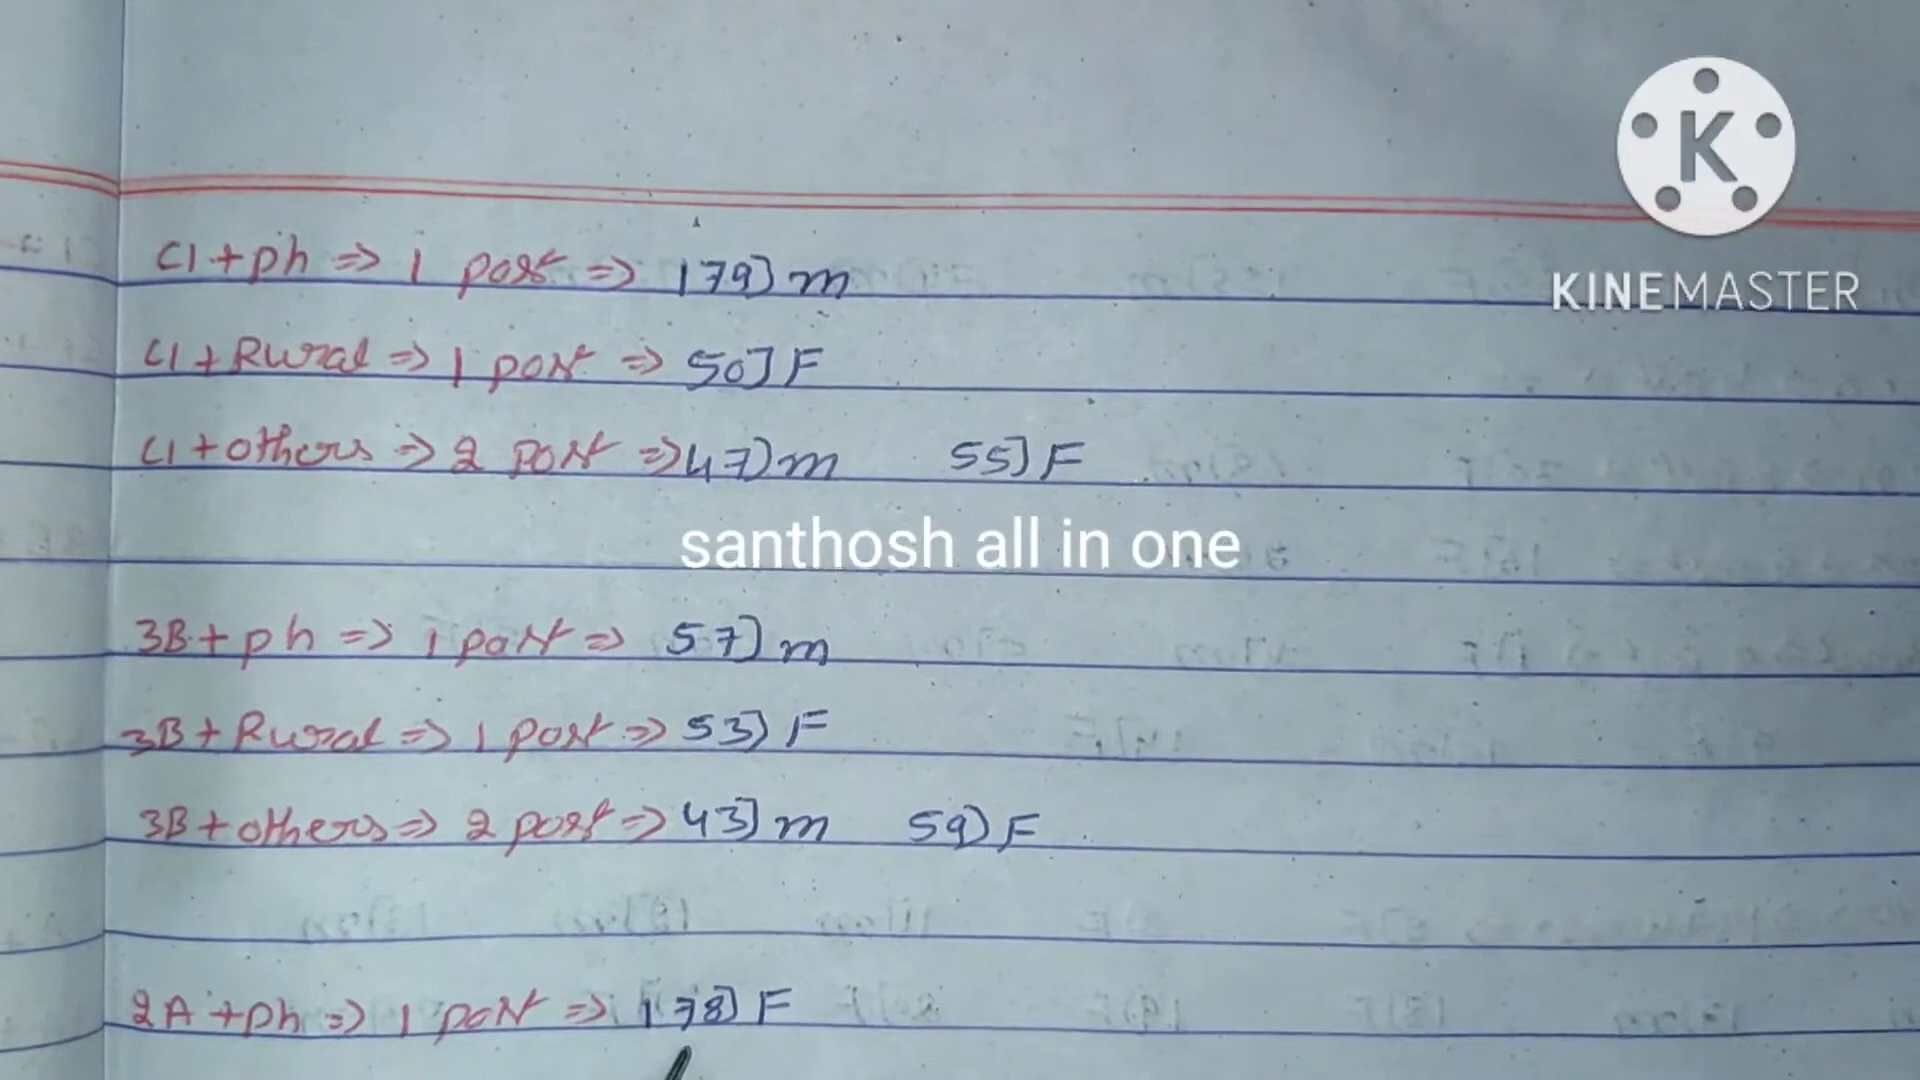 C1+ph => 1 post => 179) m
C1+Rural => 1 post => 50] F
C1+others => 2 post => 47) m 55] F
santhosh all in one
3B+ph => 1 post => 57) m
3B+Rural => 1 post => 53) F
3B+others => 2 post => 43] m 59) F
2A+ph => 1 post => 178] F
K
KINEMASTER